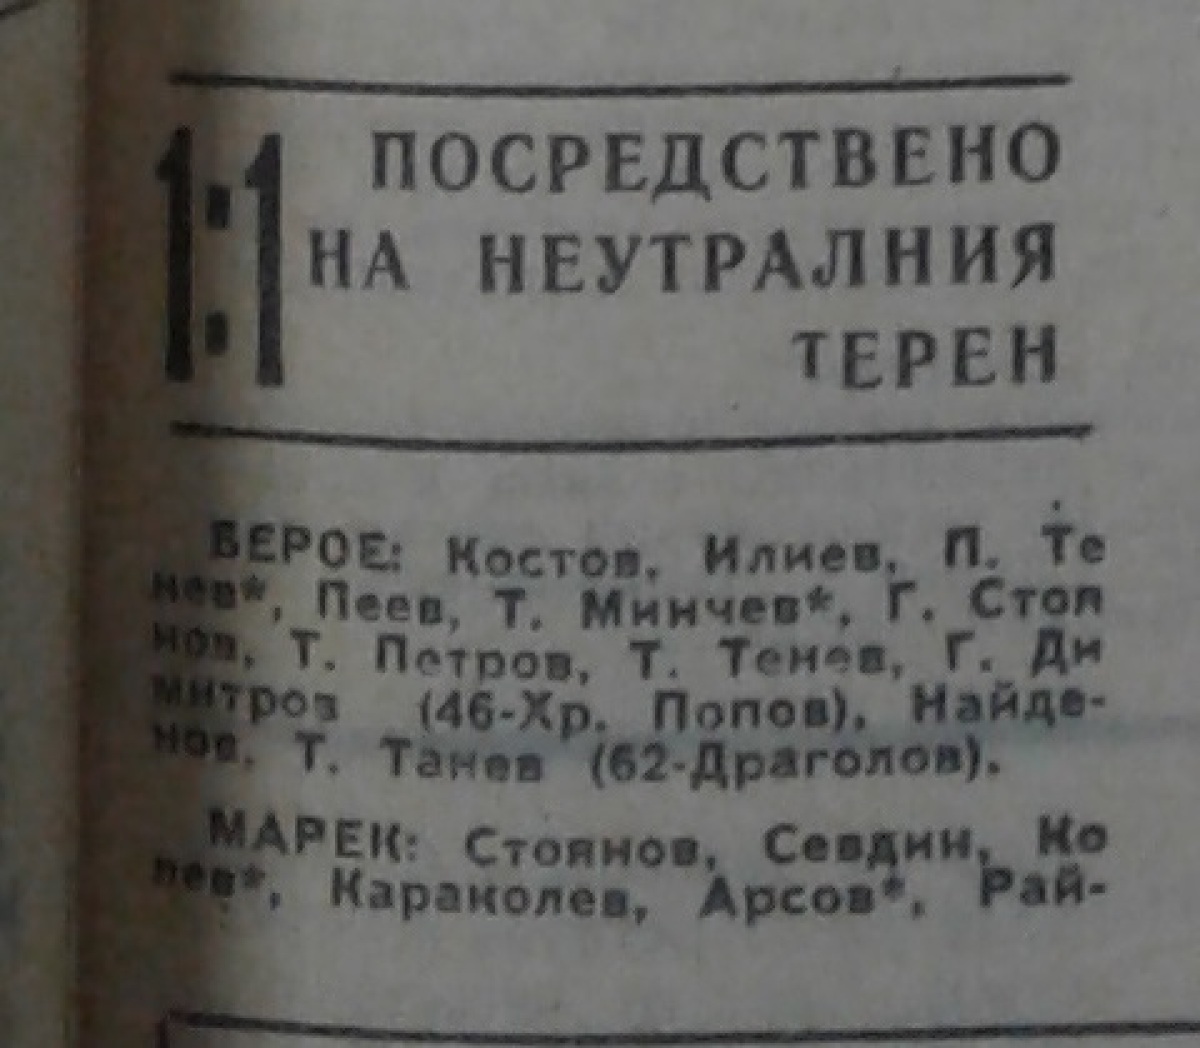 1:1 ПОСРЕДСТВЕНО
НА НЕУТРАЛНИЯ
ТЕРЕН
БЕРОЕ: Костов, Илиев, П. Те
нев*, Пеев, Т. Минчев*, Г. Стоя
нов, Т. Петров, Т. Тенев, Г. Ди
митров (46-Хр. Попов), Найде-
нов, Т. Танев (62-Драголов).
МАРЕК: Стоянов, Севдин, Ко
лев*, Караколев, Арсов*, Рай-